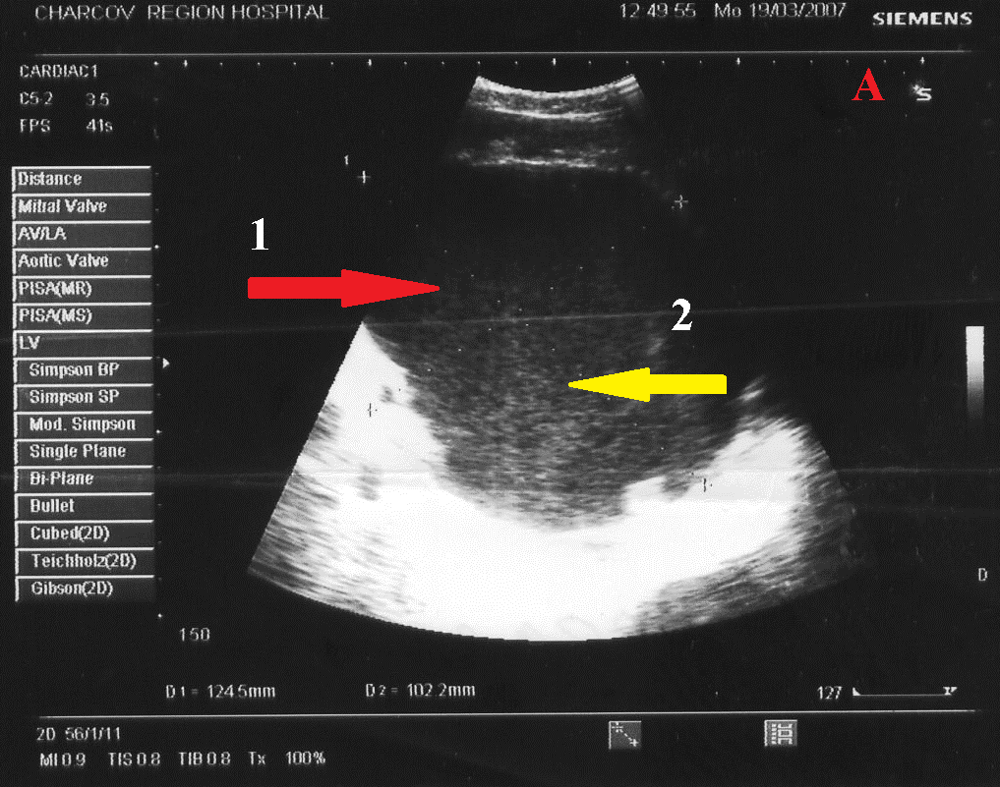 CHARCOV REGION HOSPITAL 12 49 55 Mo 19/03/2007 SIEMENS
CARDIAC1
C5-2 3.5
FPS 41s
A
S
Distance
Mitral Valve
AV/LA
Aortic Valve
PISA(MR)
PISA(MS)
LV
Simpson BP
Simpson SP
Mod. Simpson
Single Plane
Bi-Plane
Bullet
Cubed(2D)
Teichholz(2D)
Gibson(2D)
1
1
2
D
150
D1 = 124.5mm D2 = 102.2mm 127
2D 56/1/11
MI 0.9 TIS 0.8 TIB 0.8 Tx 100%